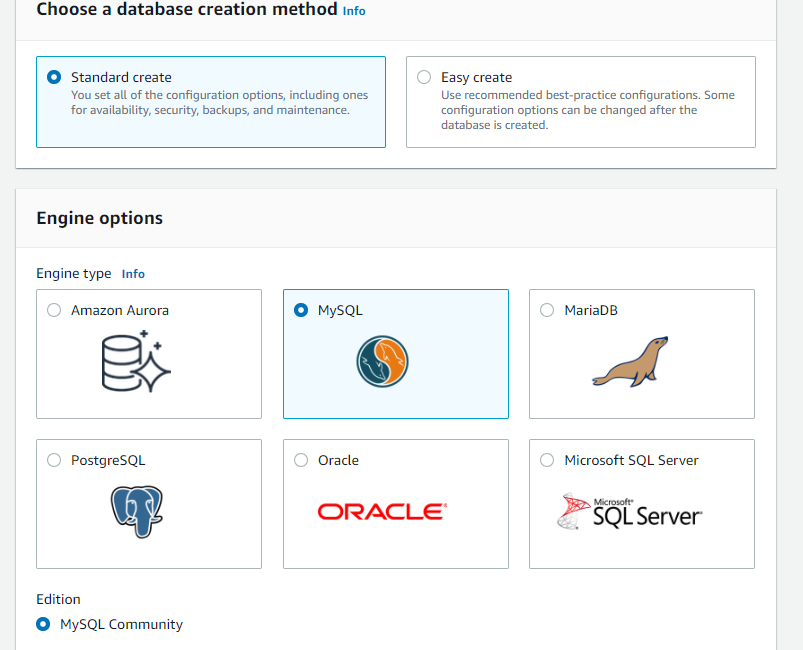 Choose a database creation method Info
Standard create
You set all of the configuration options, including ones
for availability, security, backups, and maintenance.
Easy create
Use recommended best-practice configurations. Some
configuration options can be changed after the
database is created.
Engine options
Engine type Info
Amazon Aurora
MySQL
MariaDB
PostgreSQL
Oracle
ORACLE®
Microsoft SQL Server
Microsoft®
SQL Server®
Edition
MySQL Community